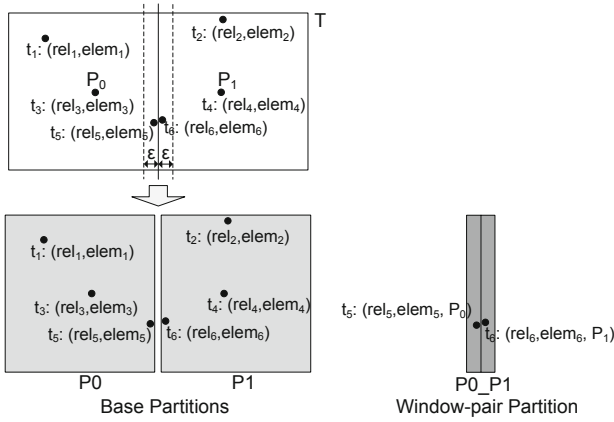 T
t₂: (rel₂,elem₂)
t₁: (rel₁,elem₁)
P₀ P₁
t₃: (rel₃,elem₃) t₄: (rel₄,elem₄)
t₅: (rel₅,elem₅) t₆: (rel₆,elem₆)
ε ε
t₁: (rel₁,elem₁) t₂: (rel₂,elem₂)
t₃: (rel₃,elem₃) t₄: (rel₄,elem₄)
t₅: (rel₅,elem₅) t₆: (rel₆,elem₆)
t₅: (rel₅,elem₅, P₀)
t₆: (rel₆,elem₆, P₁)
P0 P1 P0_P1
Base Partitions Window-pair Partition